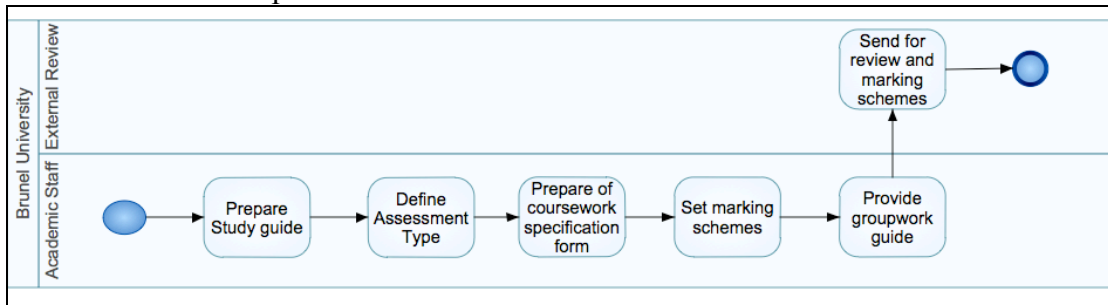 Brunel University
External Review
Academic Staff
Send for
review and
marking
schemes
Prepare
Study guide
Define
Assessment
Type
Prepare of
coursework
specification
form
Set marking
schemes
Provide
groupwork
guide